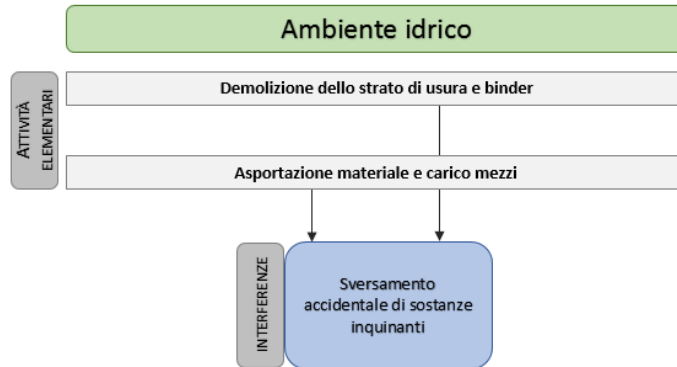 Ambiente idrico
ATTIVITÀ
ELEMENTARI
Demolizione dello strato di usura e binder
Asportazione materiale e carico mezzi
INTERFERENZE
Sversamento
accidentale di sostanze
inquinanti